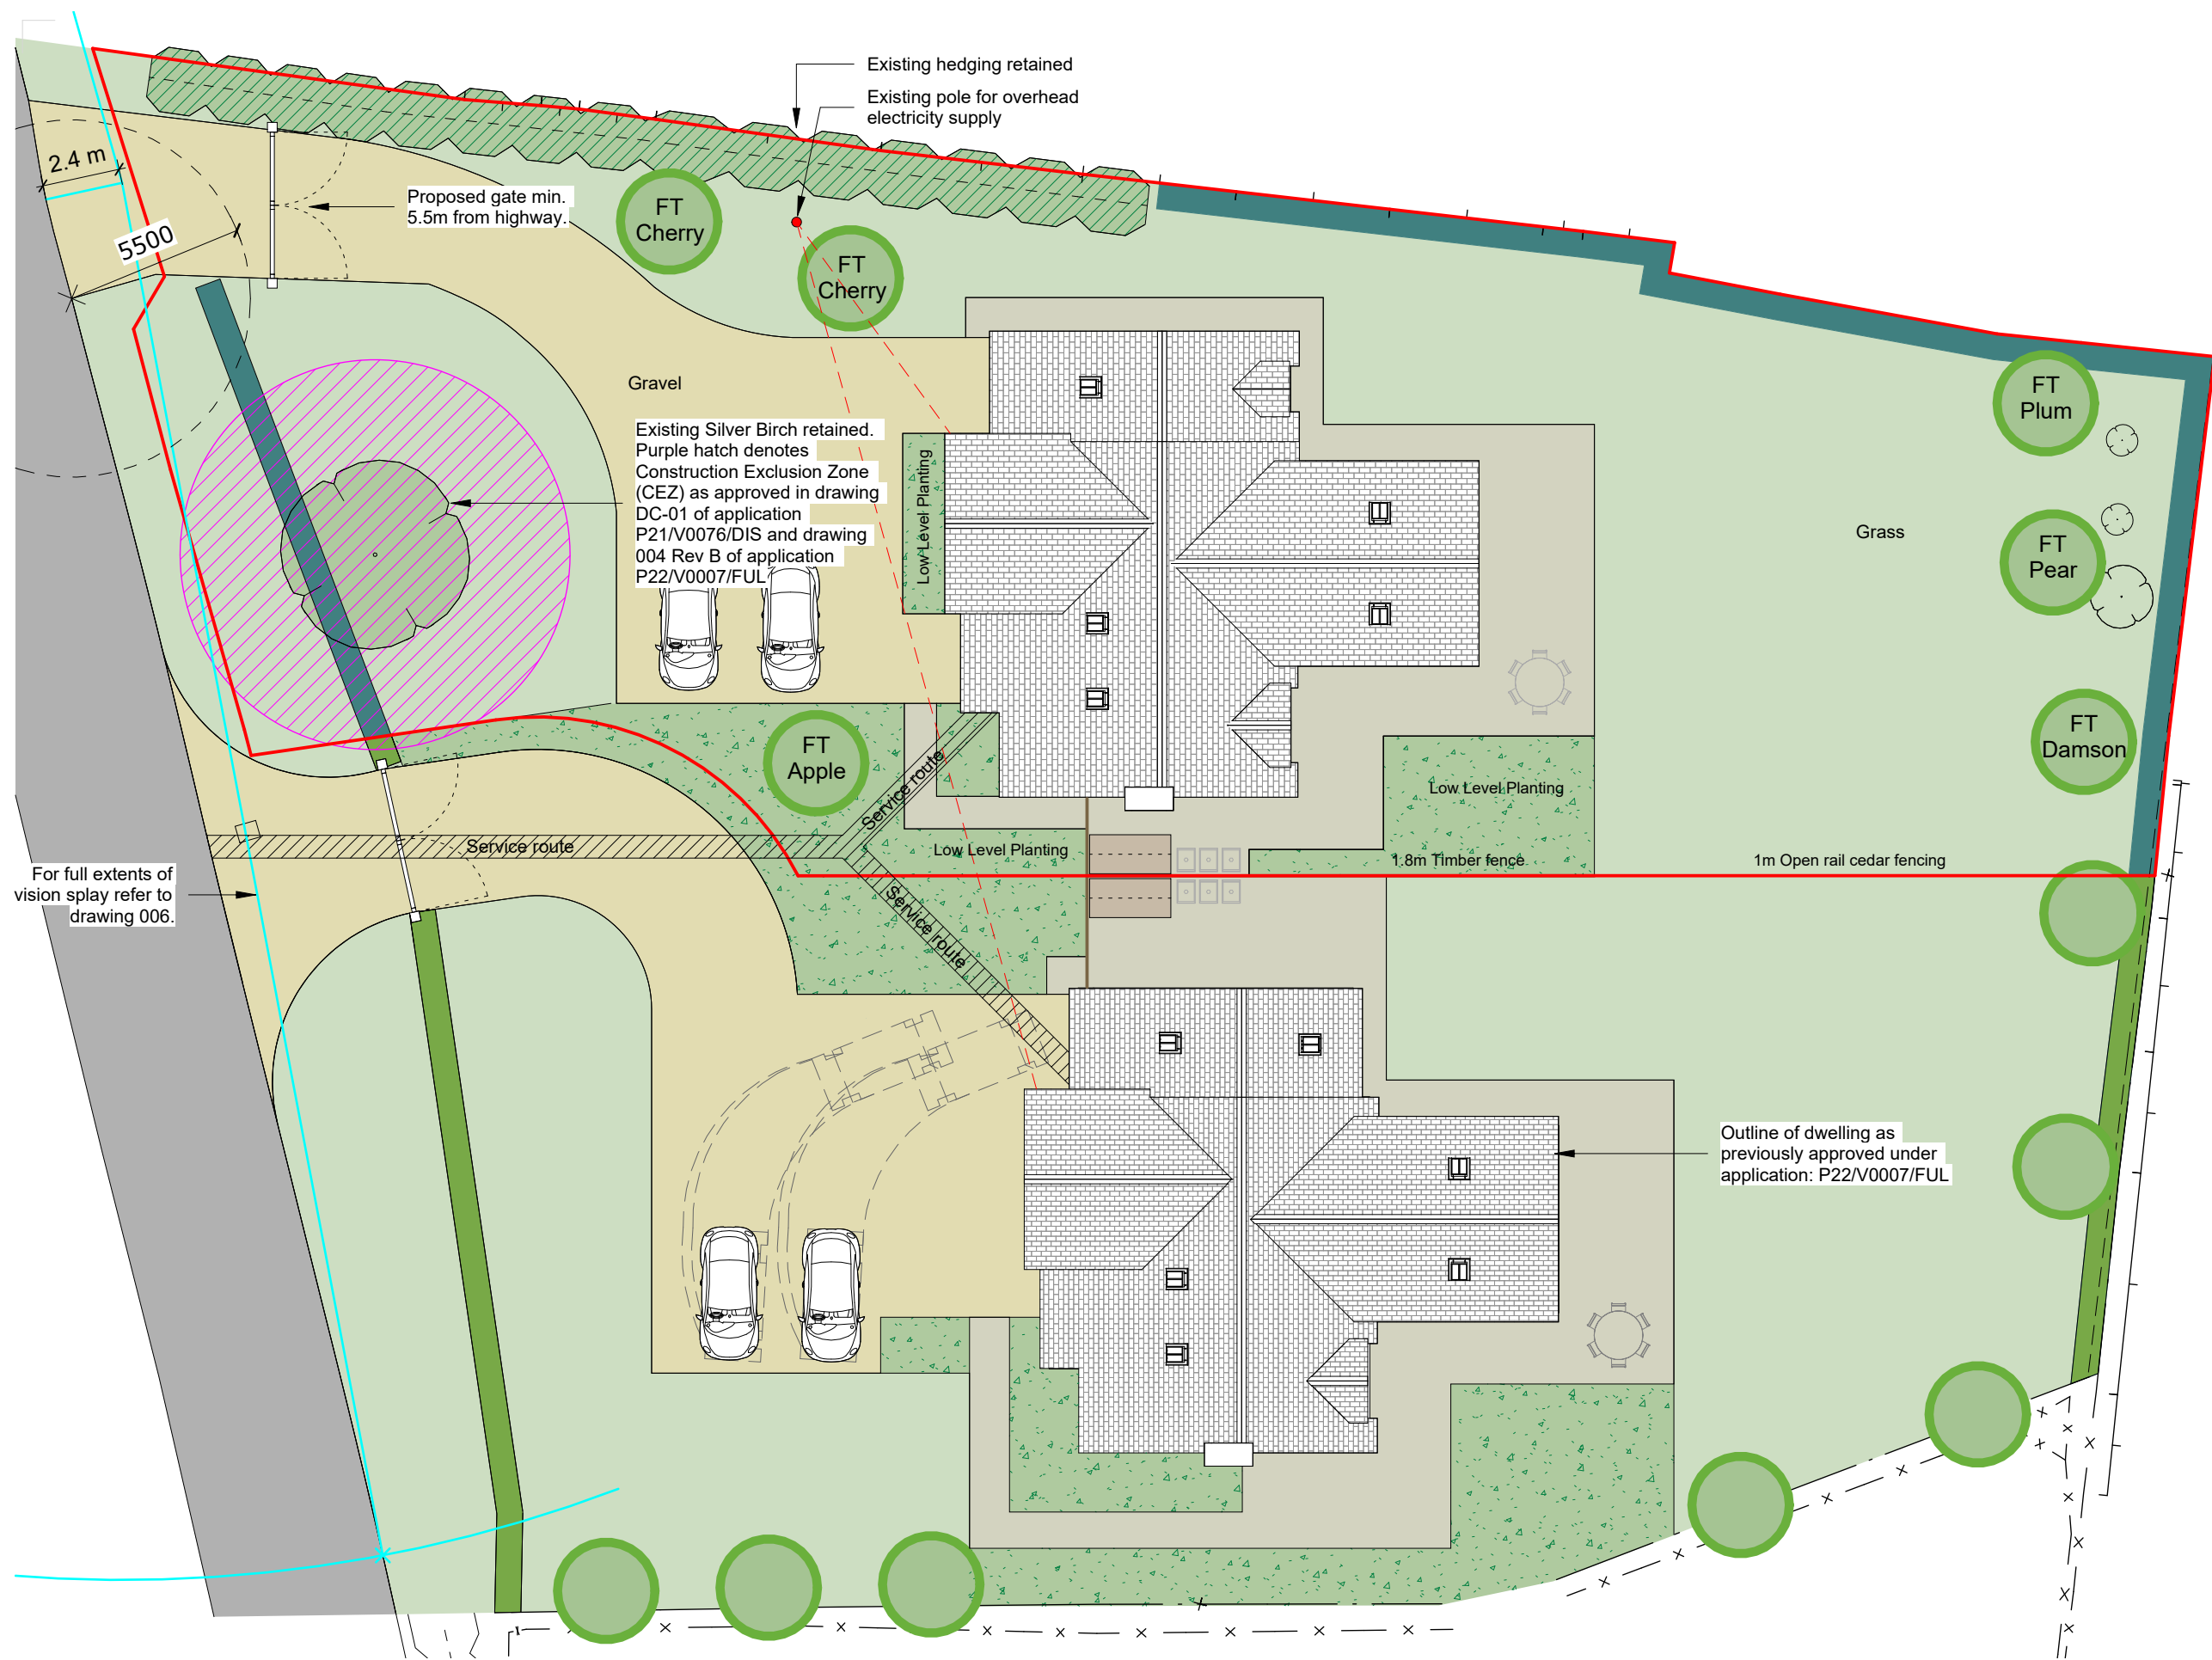 Existing hedging retained
Existing pole for overhead
electricity supply
2.4 m
Proposed gate min.
5.5m from highway.
5500
FT
Cherry
FT
Cherry
Gravel
Existing Silver Birch retained.
Purple hatch denotes
Construction Exclusion Zone
(CEZ) as approved in drawing
DC-01 of application
P21/V0076/DIS and drawing
004 Rev B of application
P22/V0007/FUL
Low Level Planting
Grass
FT
Plum
FT
Pear
FT
Damson
FT
Apple
Service route
Service route
Service route
Low Level Planting
Low Level Planting
1.8m Timber fence
1m Open rail cedar fencing
For full extents of
vision splay refer to
drawing 006.
Outline of dwelling as
previously approved under
application: P22/V0007/FUL